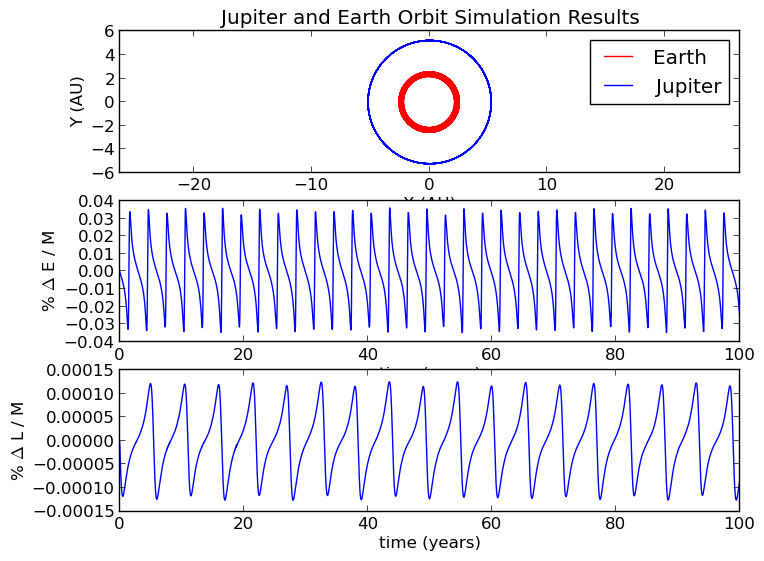 Jupiter and Earth Orbit Simulation Results
6
4
2
0
−2
−4
−6
Y (AU)
Earth
Jupiter
−20 −10 0 10 20
0.04
0.03
0.02
0.01
0.00
−0.01
−0.02
−0.03
−0.04
% Δ E / M
0 20 40 60 80 100
0.00015
0.00010
0.00005
0.00000
−0.00005
−0.00010
−0.00015
% Δ L / M
0 20 40 60 80 100
time (years)